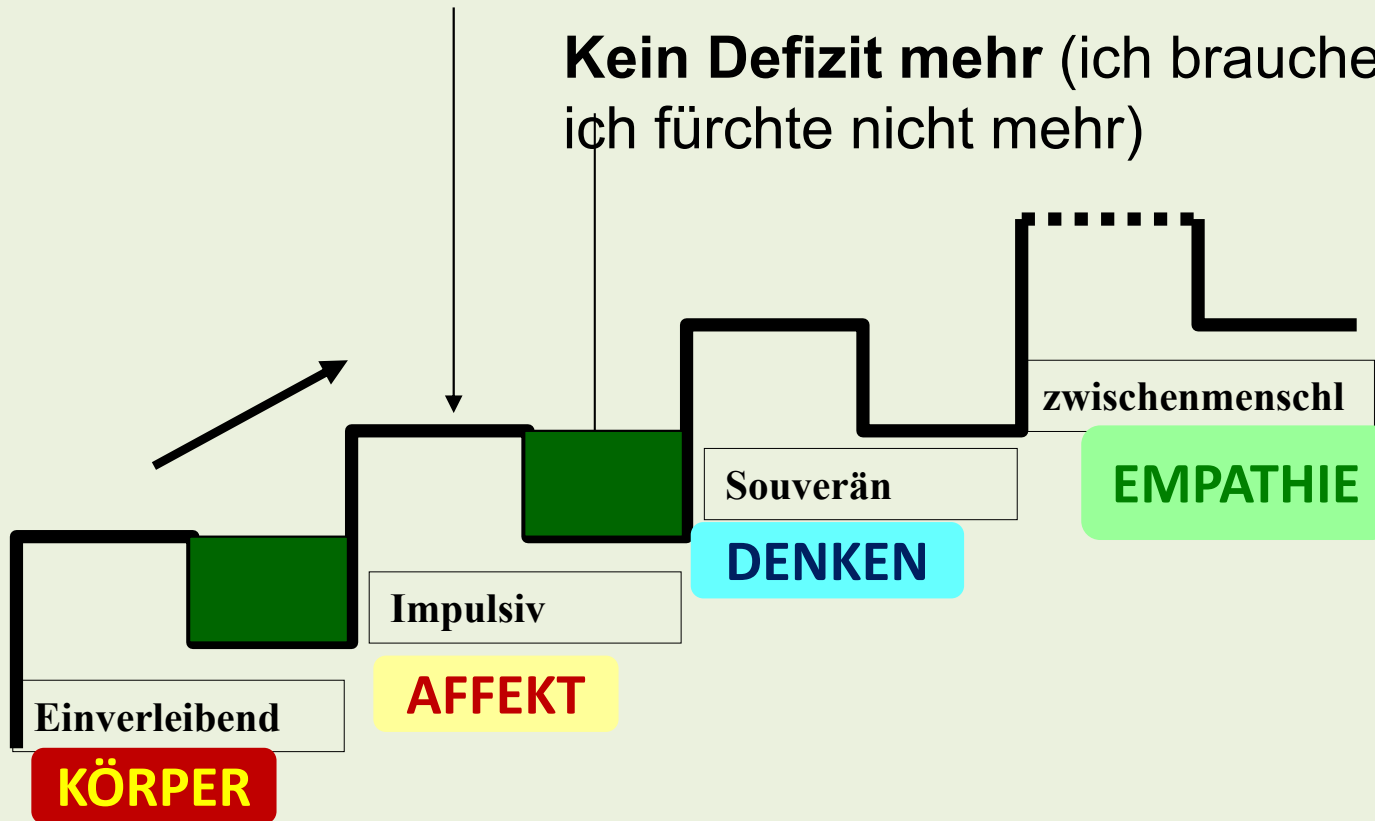 Kein Defizit mehr (ich brauche
ich fürchte nicht mehr)
zwischenmenschl
EMPATHIE
Souverän
DENKEN
Impulsiv
AFFEKT
Einverleibend
KÖRPER